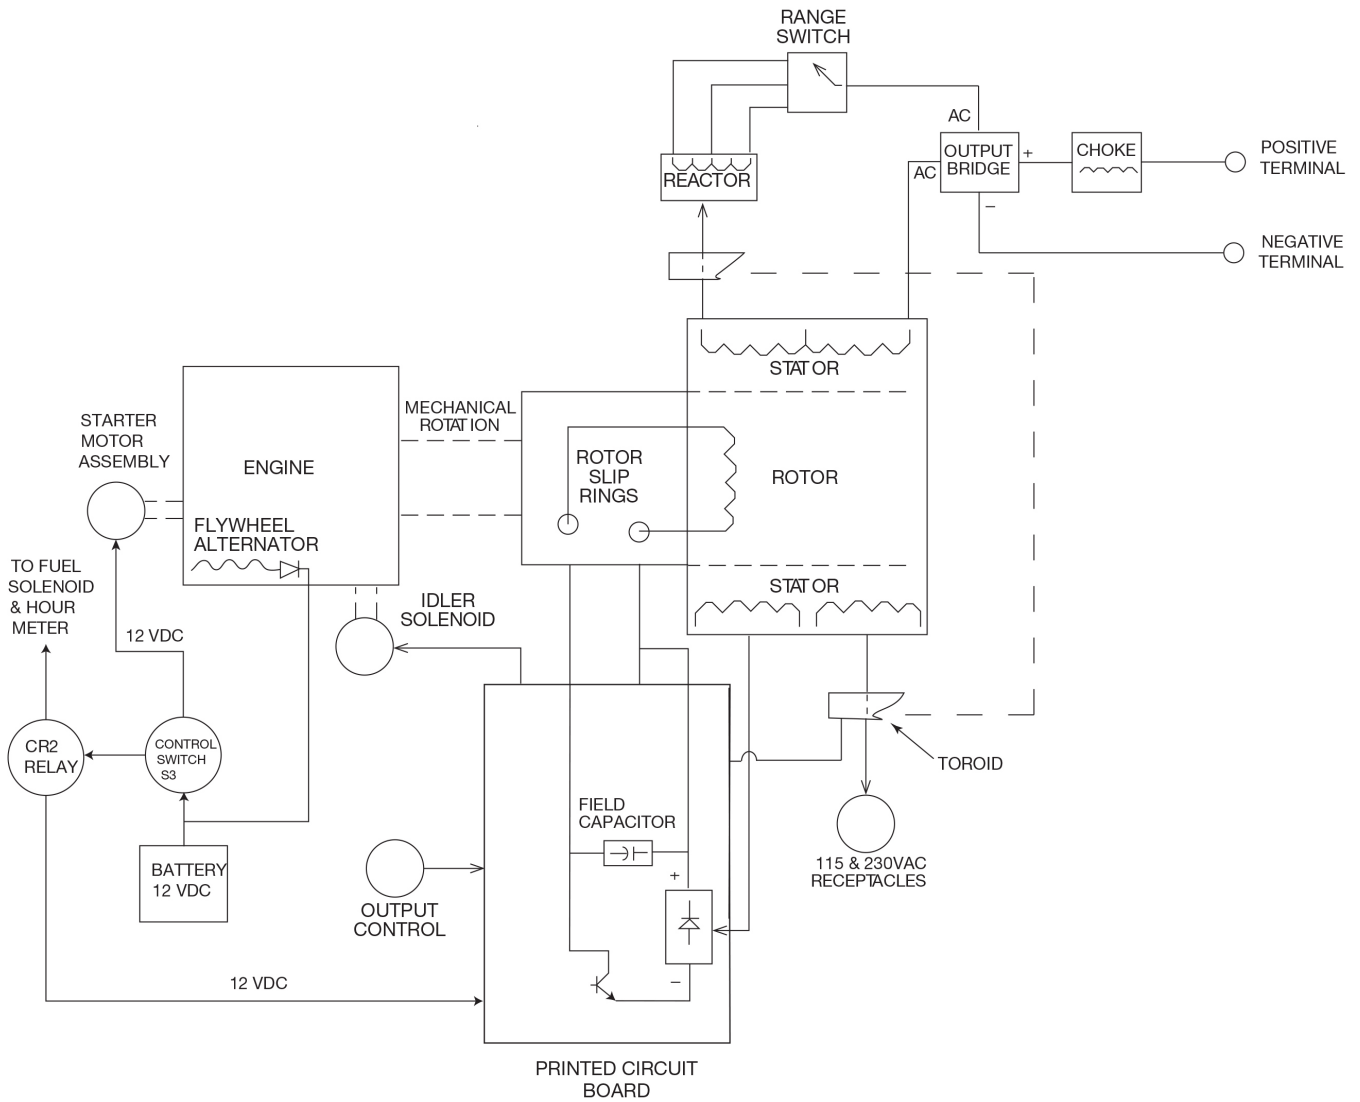 RANGE
SWITCH
AC
OUTPUT
BRIDGE
+
CHOKE
POSITIVE
TERMINAL
AC
REACTOR
−
NEGATIVE
TERMINAL
STATOR
MECHANICAL
ROTATION
STARTER
MOTOR
ASSEMBLY
ENGINE
ROTOR
SLIP
RINGS
ROTOR
FLYWHEEL
ALTERNATOR
TO FUEL
SOLENOID
& HOUR
METER
IDLER
SOLENOID
STATOR
12 VDC
CR2
RELAY
CONTROL
SWITCH
S3
TOROID
FIELD
CAPACITOR
BATTERY
12 VDC
+
115 & 230VAC
RECEPTACLES
OUTPUT
CONTROL
12 VDC
−
PRINTED CIRCUIT
BOARD